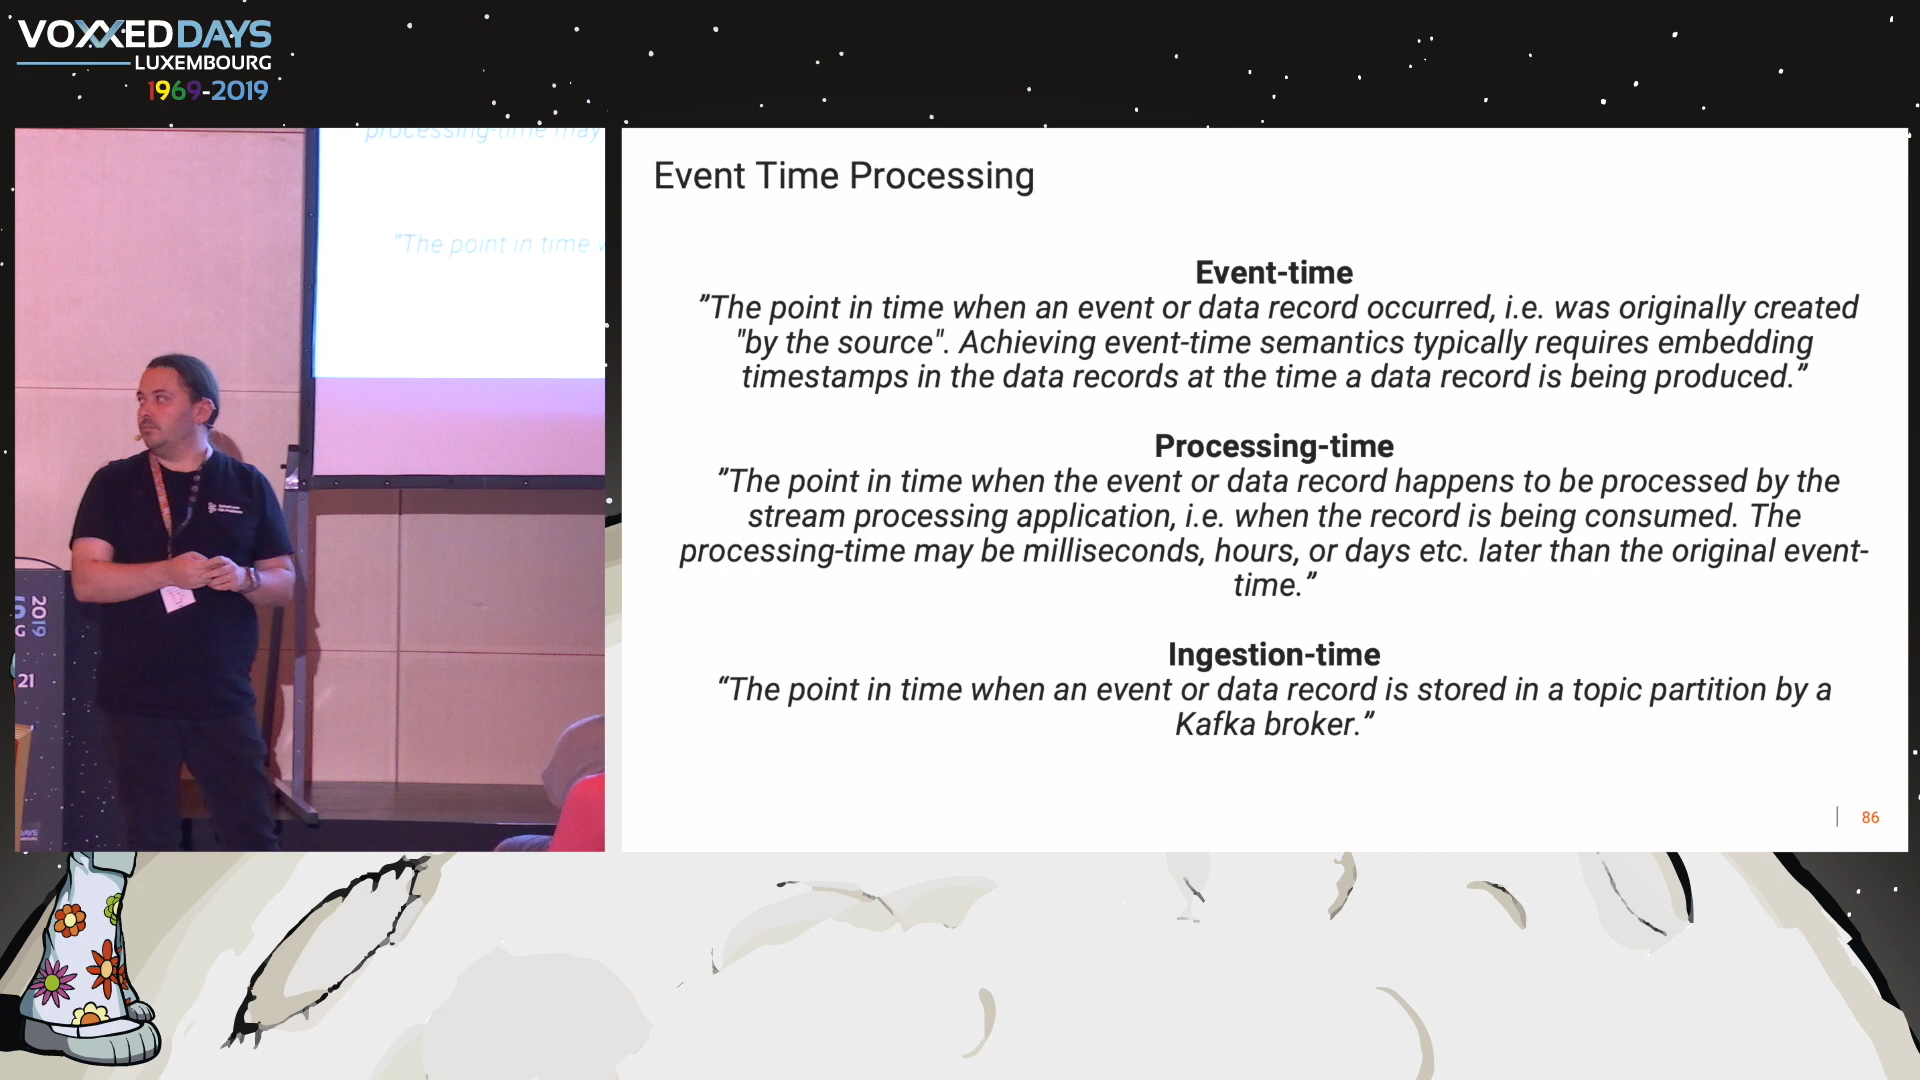 VOXXEDDAYS
LUXEMBOURG
1969-2019
processing-time may
"The point in time
2019
G
21
DAYS
Event Time Processing
Event-time
"The point in time when an event or data record occurred, i.e. was originally created
"by the source". Achieving event-time semantics typically requires embedding
timestamps in the data records at the time a data record is being produced."
Processing-time
"The point in time when the event or data record happens to be processed by the
stream processing application, i.e. when the record is being consumed. The
processing-time may be milliseconds, hours, or days etc. later than the original event-
time."
Ingestion-time
"The point in time when an event or data record is stored in a topic partition by a
Kafka broker."
86